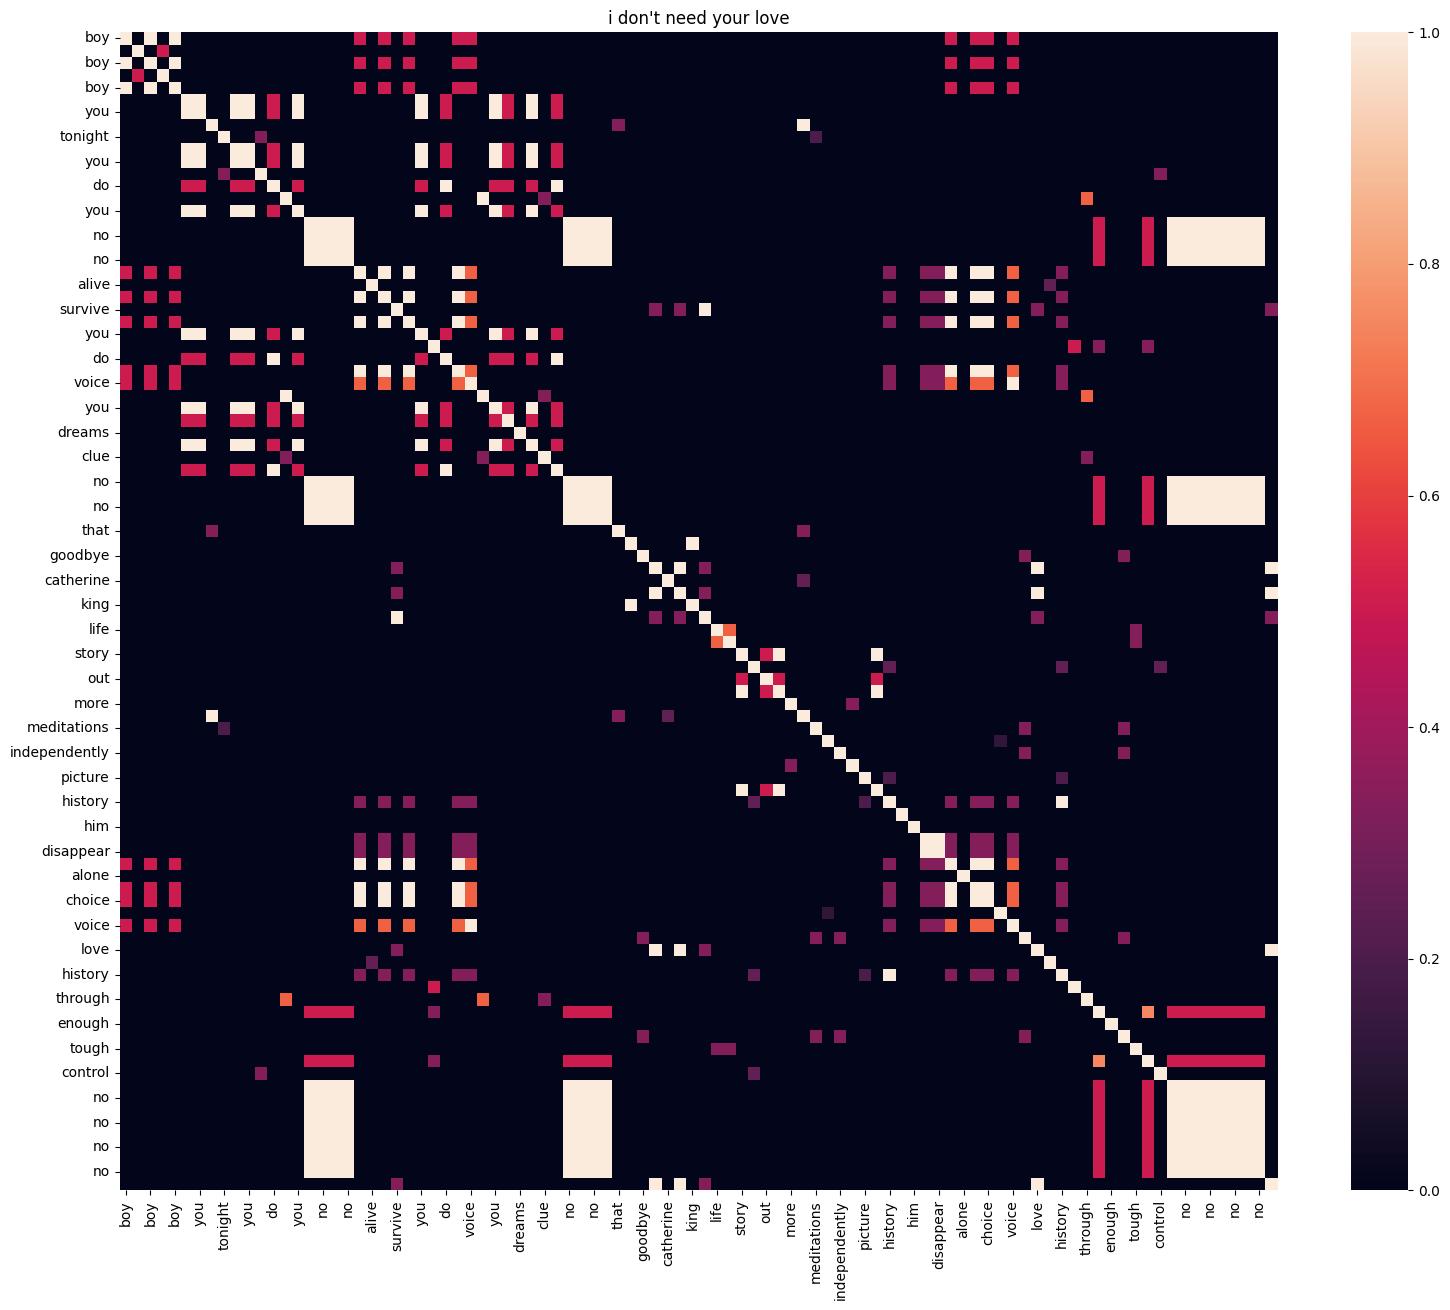 i don't need your love
boy
boy
boy
you
tonight
you
do
you
no
no
alive
survive
you
do
voice
you
dreams
clue
no
no
that
goodbye
catherine
king
life
story
out
more
meditations
independently
picture
history
him
disappear
alone
choice
voice
love
history
through
enough
tough
control
no
no
no
no
boy
boy
boy
you
tonight
you
do
you
no
no
alive
survive
you
do
voice
you
dreams
clue
no
no
that
goodbye
catherine
king
life
story
out
more
meditations
independently
picture
history
him
disappear
alone
choice
voice
love
history
through
enough
tough
control
no
no
no
no
1.0
0.8
0.6
0.4
0.2
0.0